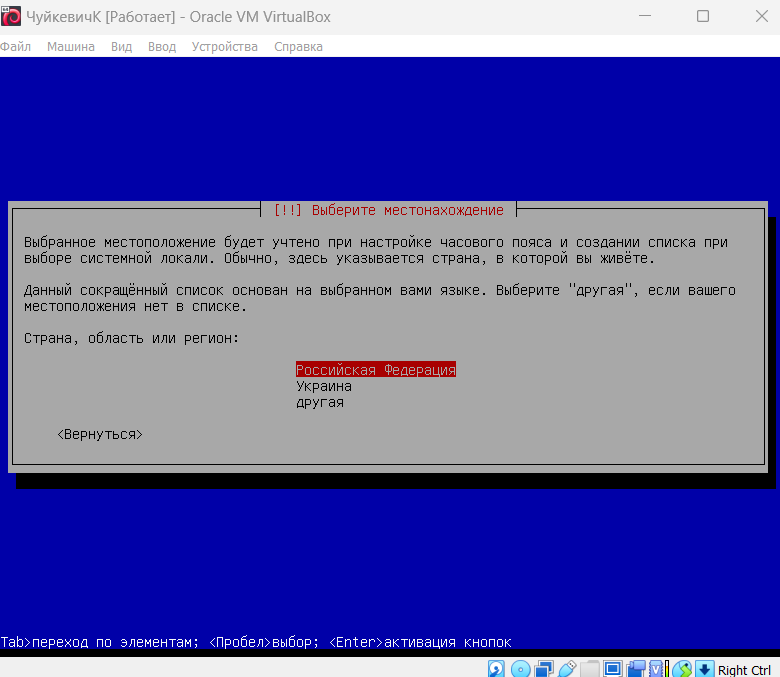 ЧуйкевичК [Работает] - Oracle VM VirtualBox
Файл Машина Вид Ввод Устройства Справка
[!!] Выберите местонахождение
Выбранное местоположение будет учтено при настройке часового пояса и создании списка при
выборе системной локали. Обычно, здесь указывается страна, в которой вы живёте.
Данный сокращённый список основан на выбранном вами языке. Выберите "другая", если вашего
местоположения нет в списке.
Страна, область или регион:
Российская Федерация
Украина
другая
<Вернуться>
Tab>переход по элементам; <Пробел>выбор; <Enter>активация кнопок
Right Ctrl